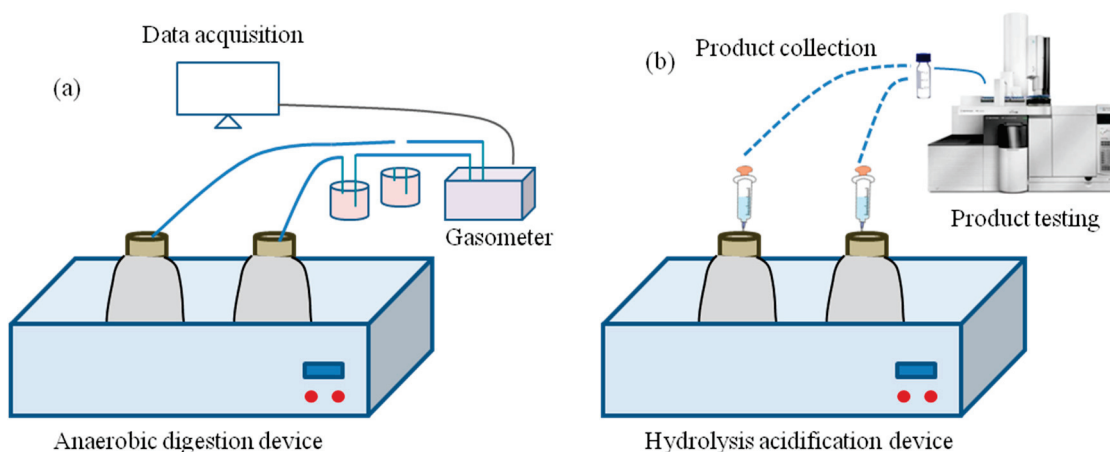 Data acquisition
(a)
Gasometer
Anaerobic digestion device
Product collection
(b)
Product testing
Hydrolysis acidification device